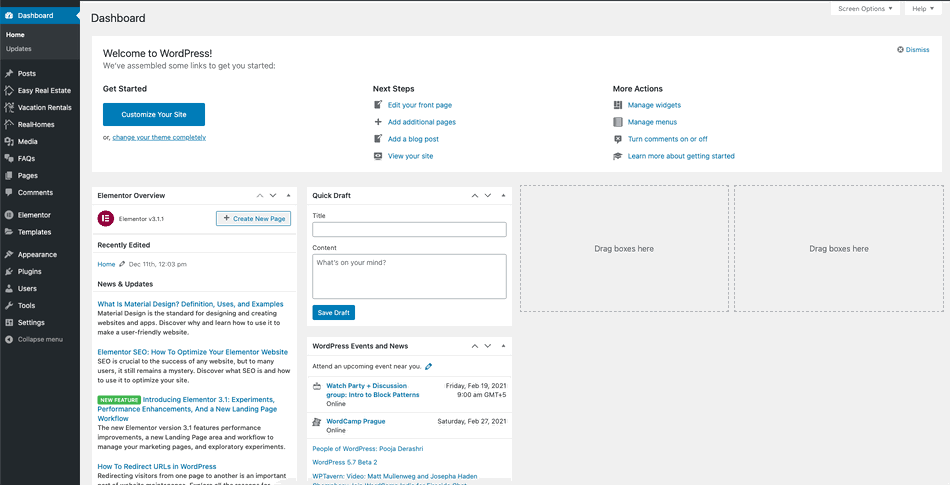 Dashboard
Home
Updates
Posts
Easy Real Estate
Vacation Rentals
RealHomes
Media
FAQs
Pages
Comments
Elementor
Templates
Appearance
Plugins
Users
Tools
Settings
Collapse menu
Screen Options
Help
Dashboard
Welcome to WordPress!
We've assembled some links to get you started:
Dismiss
Get Started
Customize Your Site
or, change your theme completely
Next Steps
Edit your front page
Add additional pages
Add a blog post
View your site
More Actions
Manage widgets
Manage menus
Turn comments on or off
Learn more about getting started
Elementor Overview
Elementor v3.1.1
+ Create New Page
Recently Edited
Home Dec 11th, 12:03 pm
News & Updates
What Is Material Design? Definition, Uses, and Examples
Material Design is the standard for designing and creating
websites and apps. Discover why and learn how to use it to
make a user-friendly website.
Elementor SEO: How To Optimize Your Elementor Website
SEO is crucial to the success of any website, but to many
users, it still remains a mystery. Discover what SEO is and how
to use it to optimize your site.
NEW FEATURE Introducing Elementor 3.1: Experiments,
Performance Enhancements, And a New Landing Page
Workflow
The new Elementor version 3.1 features performance
improvements, a new Landing Page area and workflow to
manage your marketing pages, and exploratory experiments.
How To Redirect URLs in WordPress
Redirecting visitors from one page to another is an important
Quick Draft
Title
Content
What's on your mind?
Save Draft
WordPress Events and News
Attend an upcoming event near you.
Watch Party + Discussion
group: Intro to Block Patterns
Online
Friday, Feb 19, 2021
9:00 am GMT+5
WordCamp Prague
Online
Saturday, Feb 27, 2021
People of WordPress: Pooja Derashri
WordPress 5.7 Beta 2
WPTavern: Video: Matt Mullenweg and Josepha Haden
Drag boxes here
Drag boxes here